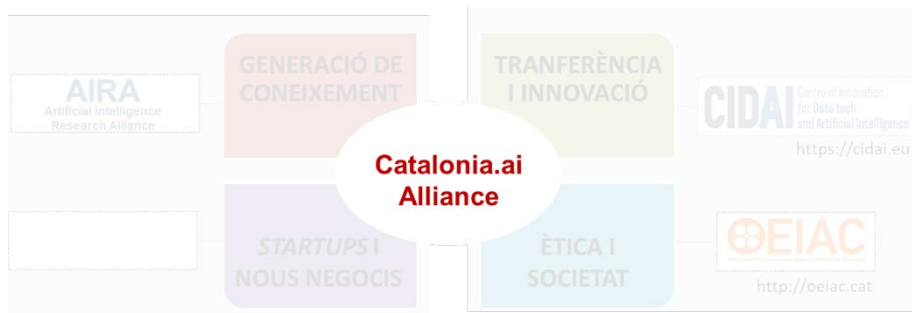 GENERACIÓ DE
CONEIXEMENT
AIRA
Artificial Intelligence
Research Alliance
TRANFERÈNCIA
I INNOVACIÓ
CIDAI
Centre of Innovation
for Data tech
and Artificial Intelligence
https://cidai.eu
Catalonia.ai
Alliance
STARTUPS I
NOUS NEGOCIS
ÈTICA I
SOCIETAT
OEIAC
http://oeiac.cat